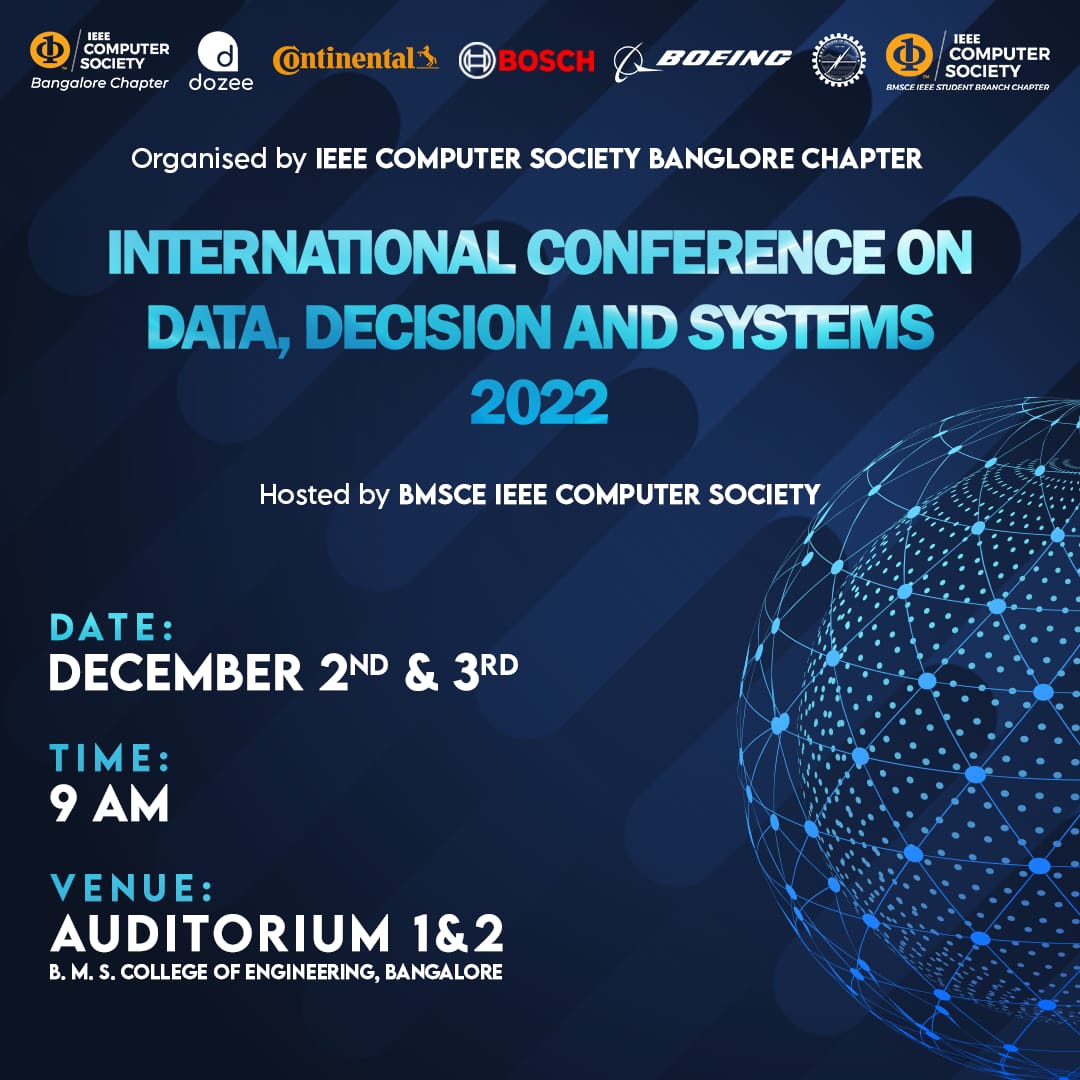 IEEE
COMPUTER
SOCIETY
Bangalore Chapter
dozee
Continental
BOSCH
BOEING
IEEE
COMPUTER
SOCIETY
BMSCE IEEE STUDENT BRANCH CHAPTER
Organised by IEEE COMPUTER SOCIETY BANGLORE CHAPTER
INTERNATIONAL CONFERENCE ON
DATA, DECISION AND SYSTEMS
2022
Hosted by BMSCE IEEE COMPUTER SOCIETY
DATE:
DECEMBER 2ND & 3RD
TIME:
9 AM
VENUE:
AUDITORIUM 1&2
B. M. S. COLLEGE OF ENGINEERING, BANGALORE